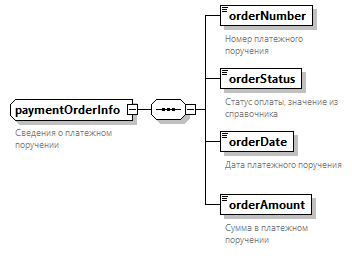 orderNumber
Номер платежного
поручения
orderStatus
Статус оплаты, значение из
справочника
paymentOrderInfo
Сведения о платежном
поручении
orderDate
Дата платежного поручения
orderAmount
Сумма в платежном
поручении